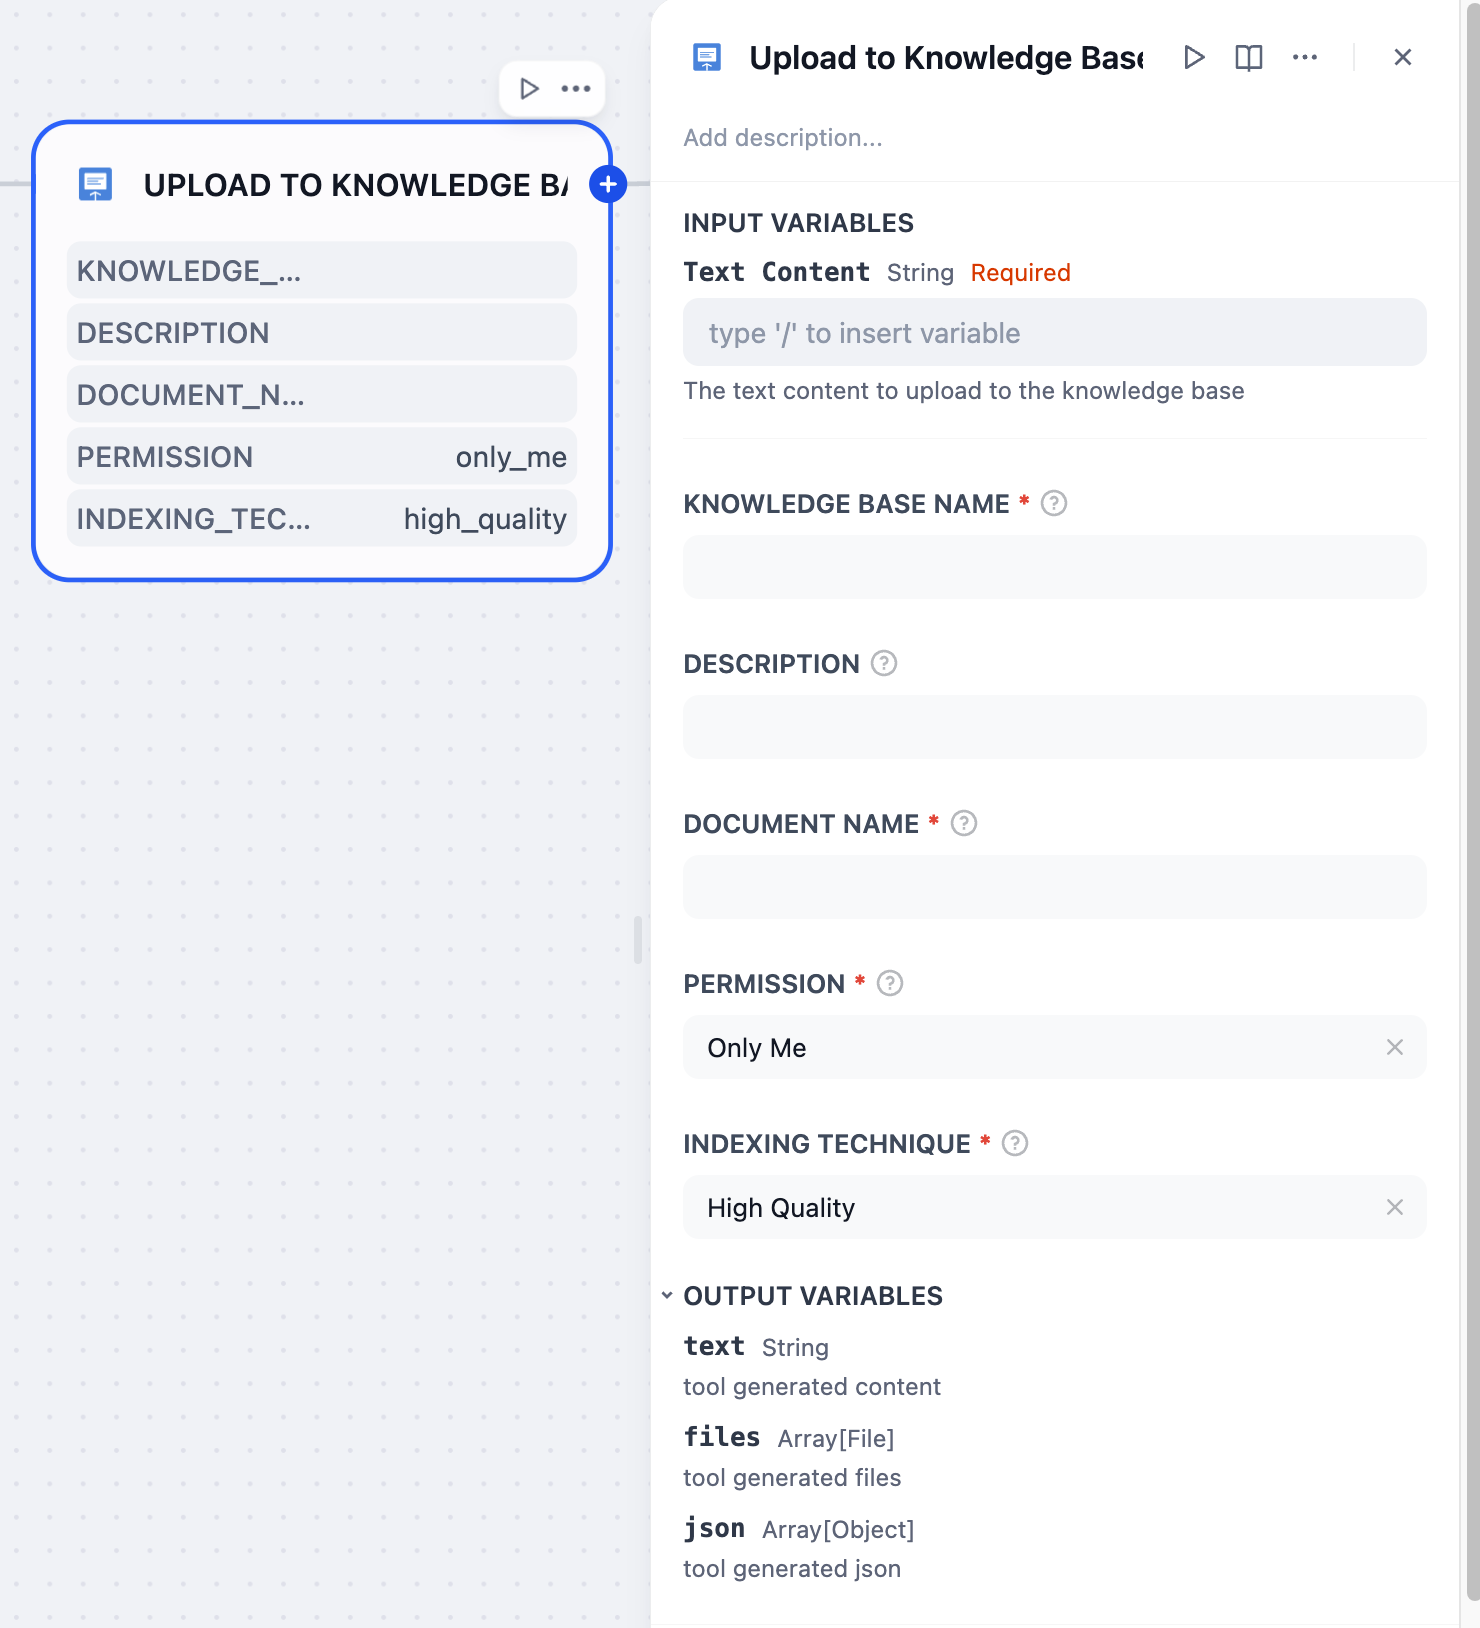 UPLOAD TO KNOWLEDGE BA
KNOWLEDGE_...
DESCRIPTION
DOCUMENT_N...
PERMISSION only_me
INDEXING_TEC... high_quality
Upload to Knowledge Base
Add description...
INPUT VARIABLES
Text Content String Required
type '/' to insert variable
The text content to upload to the knowledge base
KNOWLEDGE BASE NAME *
DESCRIPTION
DOCUMENT NAME *
PERMISSION *
Only Me
INDEXING TECHNIQUE *
High Quality
OUTPUT VARIABLES
text String
tool generated content
files Array[File]
tool generated files
json Array[Object]
tool generated json